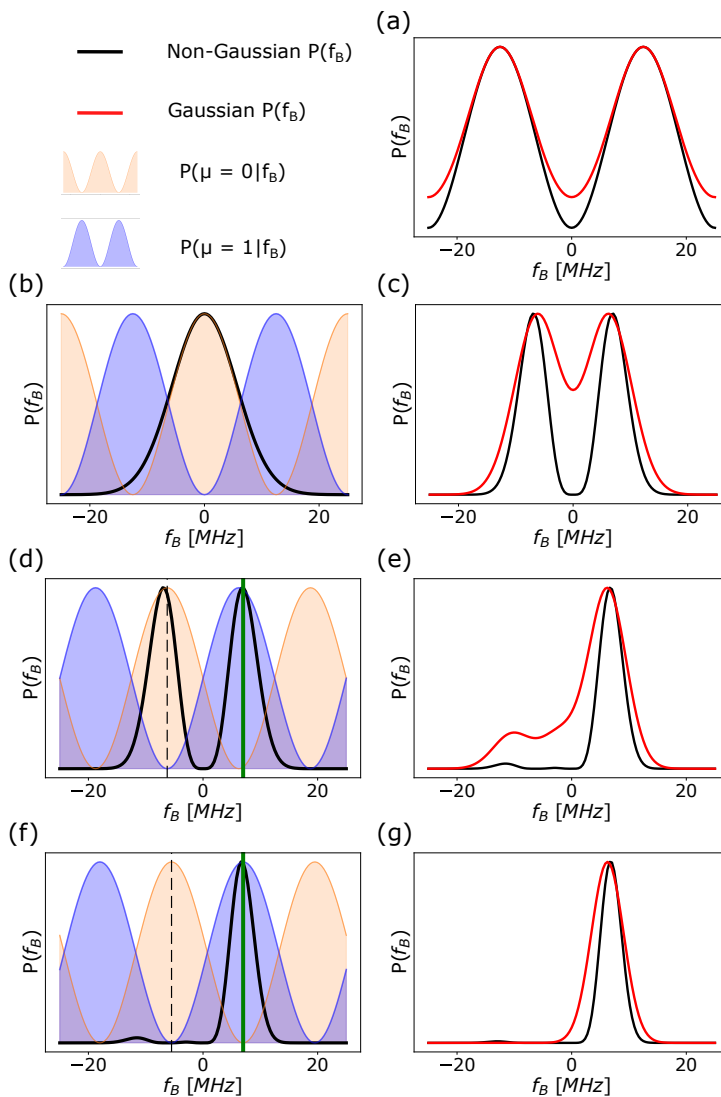 (a)
Non-Gaussian P(f_B)
Gaussian P(f_B)
P(μ = 0|f_B)
P(μ = 1|f_B)
P(f_B)
−20 0 20
f_B [MHz]
(b)
P(f_B)
−20 0 20
f_B [MHz]
(c)
P(f_B)
−20 0 20
f_B [MHz]
(d)
P(f_B)
−20 0 20
f_B [MHz]
(e)
P(f_B)
−20 0 20
f_B [MHz]
(f)
P(f_B)
−20 0 20
f_B [MHz]
(g)
P(f_B)
−20 0 20
f_B [MHz]